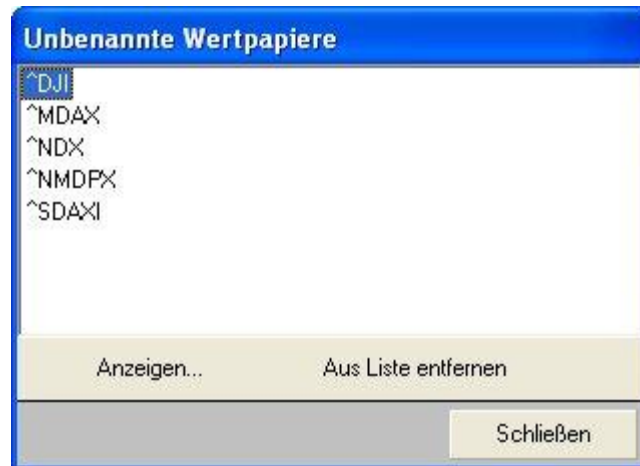 Unbenannte Wertpapiere
^DJI
^MDAX
^NDX
^NMDPX
^SDAXI
Anzeigen... Aus Liste entfernen
Schließen